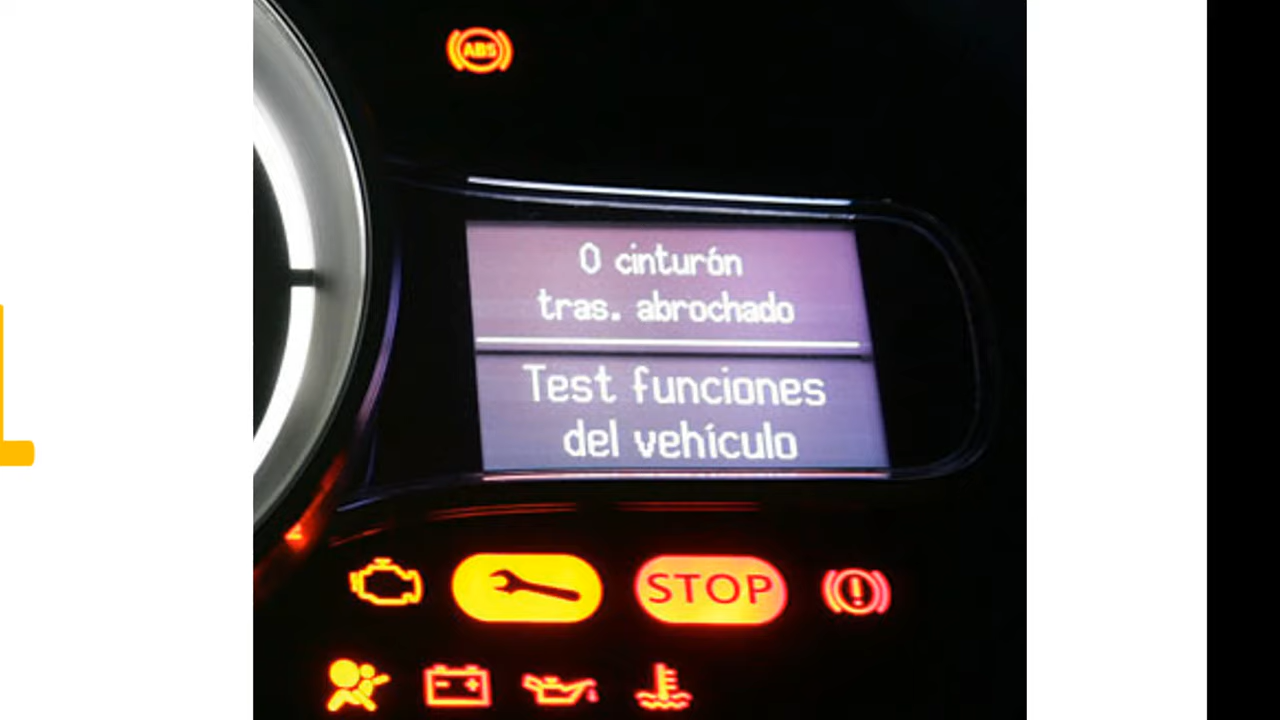 ABS
0 cinturón
tras. abrochado
Test funciones
del vehículo
STOP